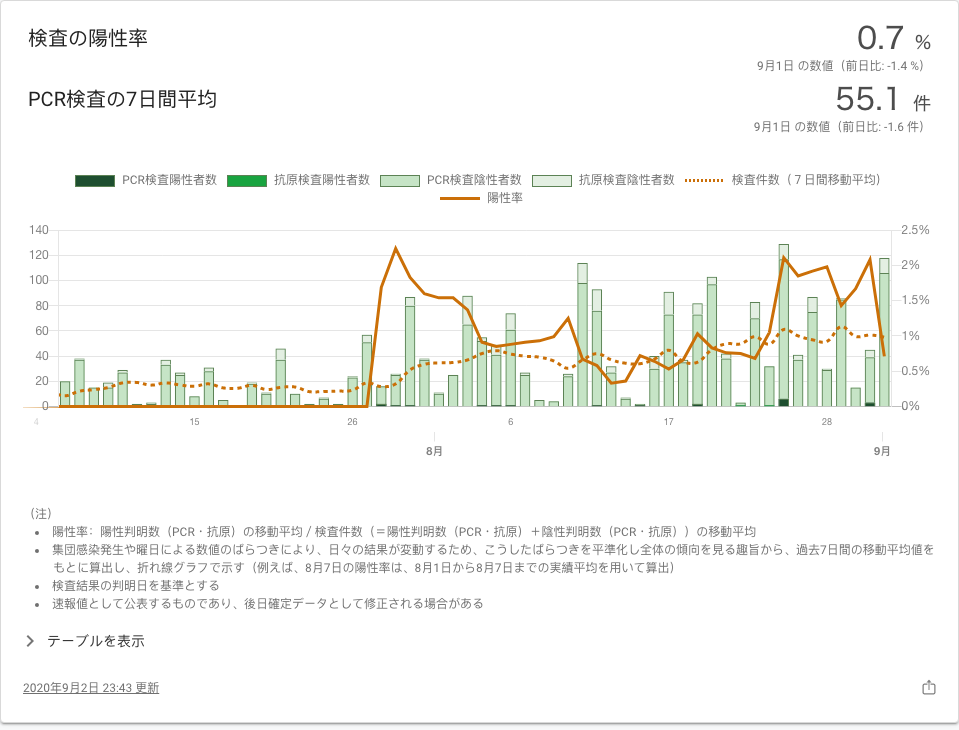 検査の陽性率
0.7 %
9月1日 の数値（前日比: -1.4 %）
PCR検査の7日間平均
55.1 件
9月1日 の数値（前日比: -1.6 件）
PCR検査陽性者数 抗原検査陽性者数 PCR検査陰性者数 抗原検査陰性者数 検査件数（７日間移動平均）
陽性率
140 2.5%
120 2%
100 1.5%
80
60 1%
40 0.5%
20
0 0%
4 15 26 6 17 28
8月 9月
（注）
• 陽性率：陽性判明数（PCR・抗原）の移動平均 / 検査件数（＝陽性判明数（PCR・抗原）＋陰性判明数（PCR・抗原））の移動平均
• 集団感染発生や曜日による数値のばらつきにより、日々の結果が変動するため、こうしたばらつきを平準化し全体の傾向を見る趣旨から、過去7日間の移動平均値を
もとに算出し、折れ線グラフで示す（例えば、8月7日の陽性率は、8月1日から8月7日までの実績平均を用いて算出）
• 検査結果の判明日を基準とする
• 速報値として公表するものであり、後日確定データとして修正される場合がある
テーブルを表示
2020年9月2日 23:43 更新